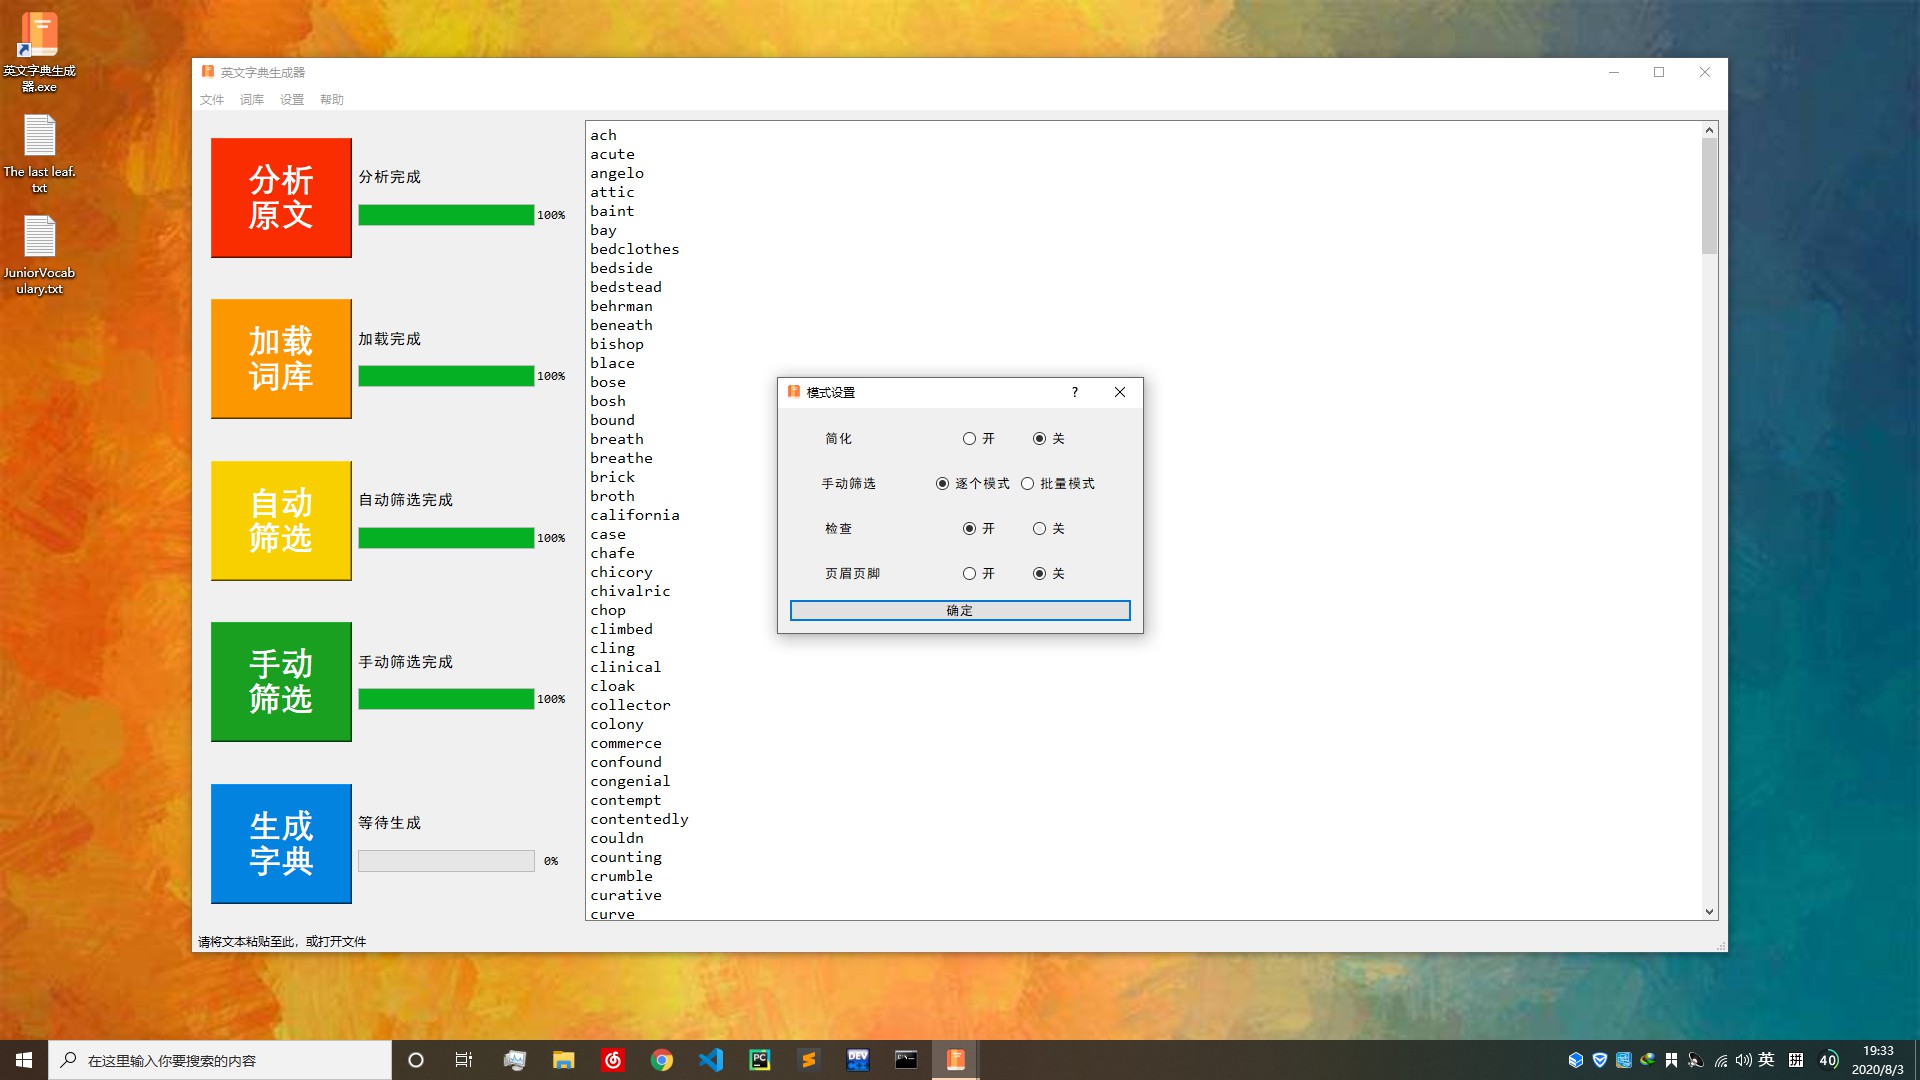 英文字典生成
器.exe
The last leaf.
txt
JuniorVocab
ulary.txt
英文字典生成器
文件 词库 设置 帮助
分析
原文
分析完成
100%
加载
词库
加载完成
100%
自动
筛选
自动筛选完成
100%
手动
筛选
手动筛选完成
100%
生成
字典
等待生成
0%
请将文本粘贴至此，或打开文件
ach
acute
angelo
attic
baint
bay
bedclothes
bedside
bedstead
behrman
beneath
bishop
blace
bose
bosh
bound
breath
breathe
brick
broth
california
case
chafe
chicory
chivalric
chop
climbed
cling
clinical
cloak
collector
colony
commerce
confound
congenial
contempt
contentedly
couldn
counting
crumble
curative
curve
模式设置 ?
简化 开 关
手动筛选 逐个模式 批量模式
检查 开 关
页眉页脚 开 关
确定
在这里输入你要搜索的内容
PC
DEV
英
拼
40
19:33
2020/8/3